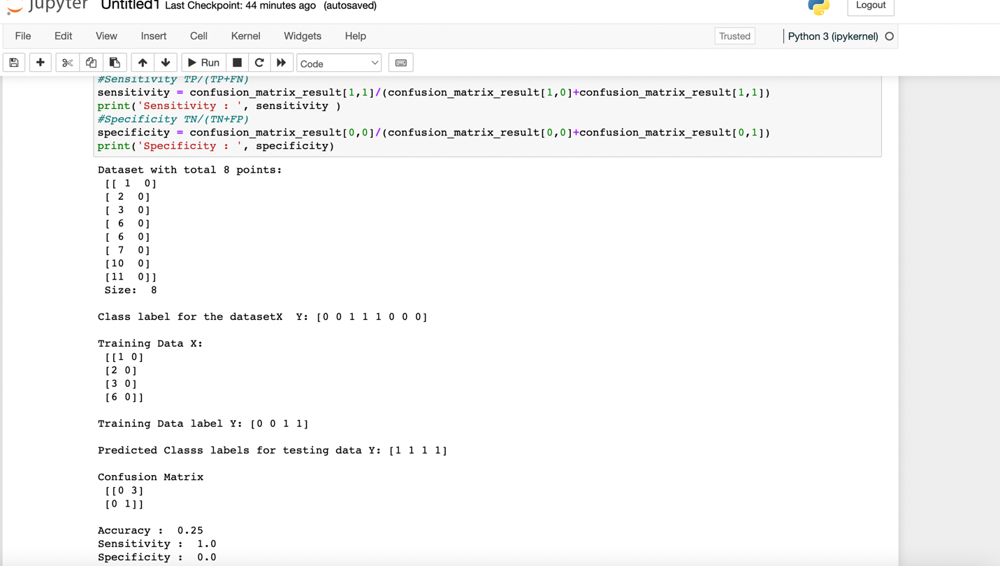 jupyter Untitled1 Last Checkpoint: 44 minutes ago (autosaved)
Logout
File Edit View Insert Cell Kernel Widgets Help
Trusted
Python 3 (ipykernel)
Run
Code
#Sensitivity TP/(TP+FN)
sensitivity = confusion_matrix_result[1,1]/(confusion_matrix_result[1,0]+confusion_matrix_result[1,1])
print('Sensitivity : ', sensitivity )
#Specificity TN/(TN+FP)
specificity = confusion_matrix_result[0,0]/(confusion_matrix_result[0,0]+confusion_matrix_result[0,1])
print('Specificity : ', specificity)
Dataset with total 8 points:
[[ 1  0]
[ 2  0]
[ 3  0]
[ 6  0]
[ 6  0]
[ 7  0]
[10  0]
[11  0]]
Size:  8
Class label for the datasetX  Y: [0 0 1 1 1 0 0 0]
Training Data X:
[[1 0]
[2 0]
[3 0]
[6 0]]
Training Data label Y: [0 0 1 1]
Predicted Classs labels for testing data Y: [1 1 1 1]
Confusion Matrix
[[0 3]
[0 1]]
Accuracy :  0.25
Sensitivity :  1.0
Specificity :  0.0